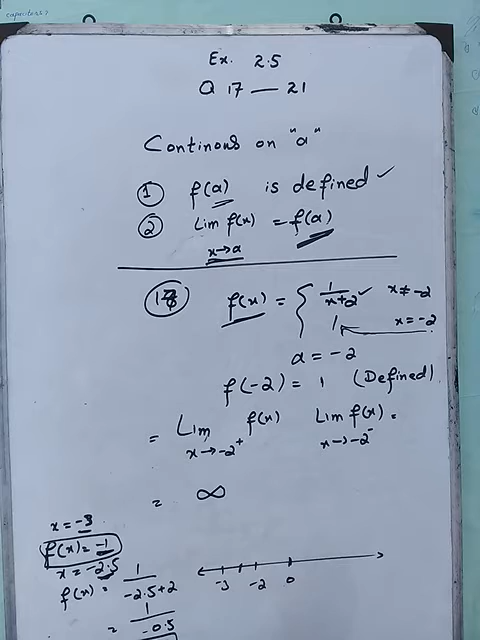 capacitors?
Ex. 2.5
Q 17 — 21
Continous on "a"
① f(a) is defined ✓
② Lim f(x) = f(a)
x→a
f(x) = { 1/x+2 ✓ x ≠ -2
1 x = -2
a = -2
f(-2) = 1 (Defined)
= Lim f(x) Lim f(x) =
x→-2⁺ x→-2⁻
= ∞
x = -3
f(x) = -1
x = -2.5
f(x) = 1/-2.5+2
-3 -2 0
= 1/-0.5